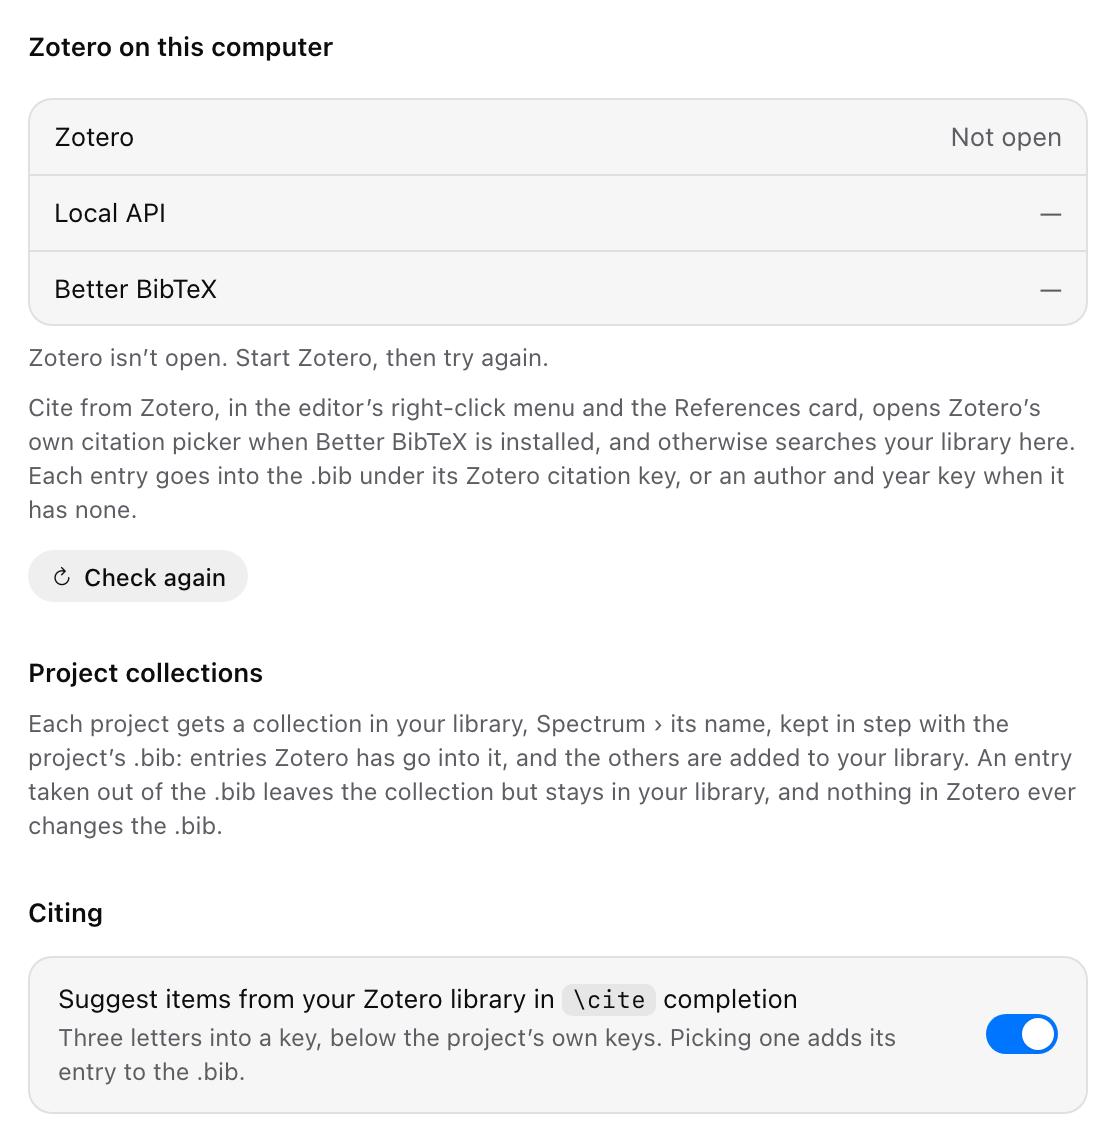 Zotero on this computer
Zotero
Not open
Local API
—
Better BibTeX
—
Zotero isn’t open. Start Zotero, then try again.
Cite from Zotero, in the editor’s right-click menu and the References card, opens Zotero’s
own citation picker when Better BibTeX is installed, and otherwise searches your library here.
Each entry goes into the .bib under its Zotero citation key, or an author and year key when it
has none.
Check again
Project collections
Each project gets a collection in your library, Spectrum › its name, kept in step with the
project’s .bib: entries Zotero has go into it, and the others are added to your library. An entry
taken out of the .bib leaves the collection but stays in your library, and nothing in Zotero ever
changes the .bib.
Citing
Suggest items from your Zotero library in \cite completion
Three letters into a key, below the project’s own keys. Picking one adds its
entry to the .bib.